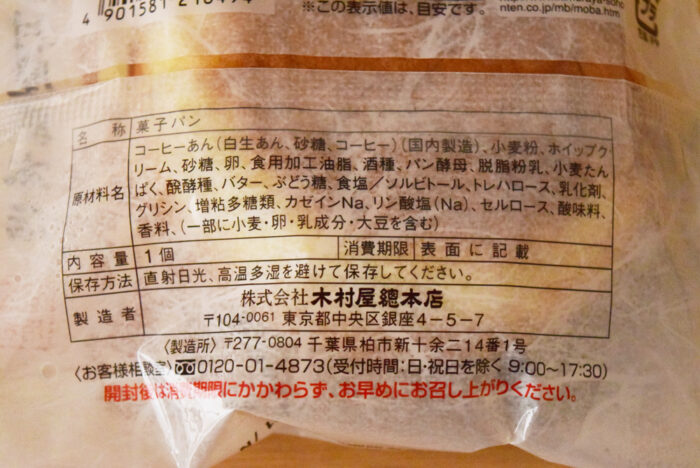 ※この表示値は、目安です。
nten.com/mb/moba.html
名称 菓子パン
原材料名 コーヒーあん(白生あん、砂糖、コーヒー)(国内製造)、小麦粉、ホイップク
リーム、砂糖、卵、食用加工油脂、酒種、パン酵母、脱脂粉乳、小麦たん
ぱく、醗酵種、バター、ぶどう糖、食塩/ソルビトール、トレハロース、乳化剤、
グリシン、増粘多糖類、カゼインNa、リン酸塩(Na)、セルロース、酸味料、
香料、(一部に小麦・卵・乳成分・大豆を含む)
内容量 1個 消費期限 表面に記載
保存方法 直射日光、高温多湿を避けて保存してください。
製造者 株式会社木村屋總本店
〒104-0061 東京都中央区銀座4-5-7
〈製造所〉〒277-0804 千葉県柏市新十余二14番1号
〈お客様相談室〉0120-01-4873(受付時間:日・祝日を除く 9:00~17:30)
開封後は消費期限にかかわらず、お早めにお召し上がりください。